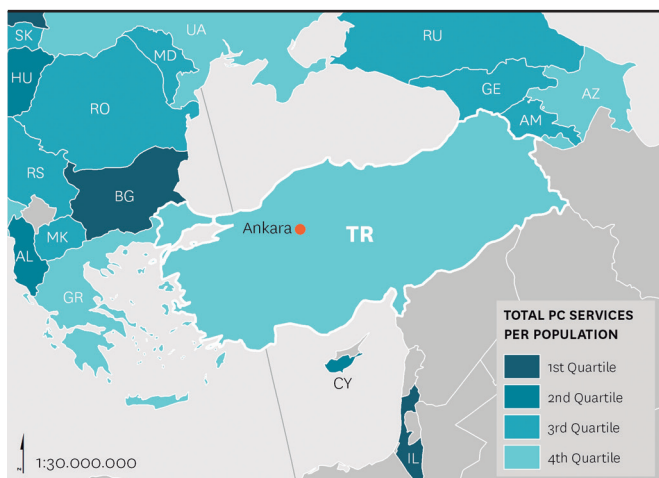 SK
UA
MD
RU
HU
RO
GE
AZ
AM
RS
BG
MK
AL
GR
Ankara
TR
CY
IL
TOTAL PC SERVICES
PER POPULATION
1st Quartile
2nd Quartile
3rd Quartile
4th Quartile
N
1:30.000.000